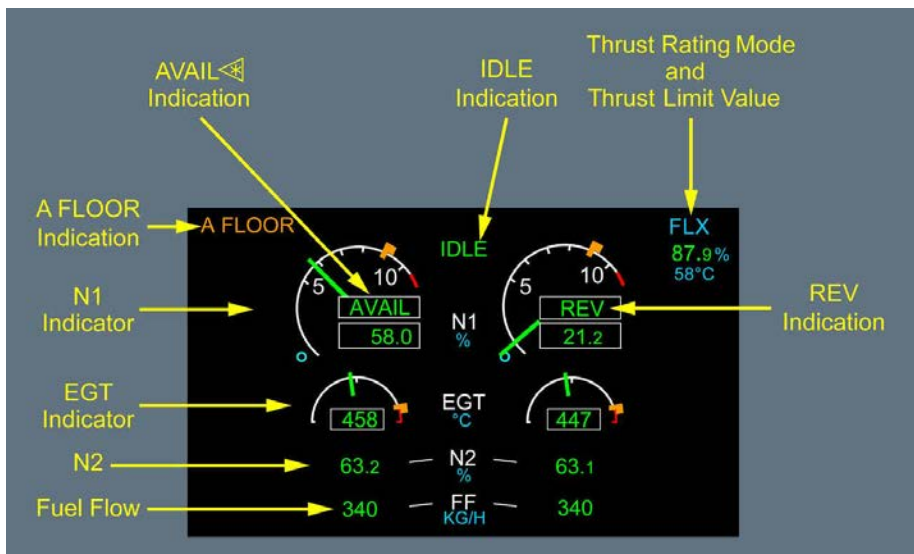 Thrust Rating Mode
and
Thrust Limit Value
AVAIL
Indication
IDLE
Indication
A FLOOR
Indication
A FLOOR
IDLE
FLX
87.9%
58°C
5
10
5
10
N1
Indicator
AVAIL
58.0
N1
%
REV
21.2
REV
Indication
EGT
Indicator
458
EGT
°C
447
N2
63.2
N2
%
63.1
Fuel Flow
340
FF
KG/H
340